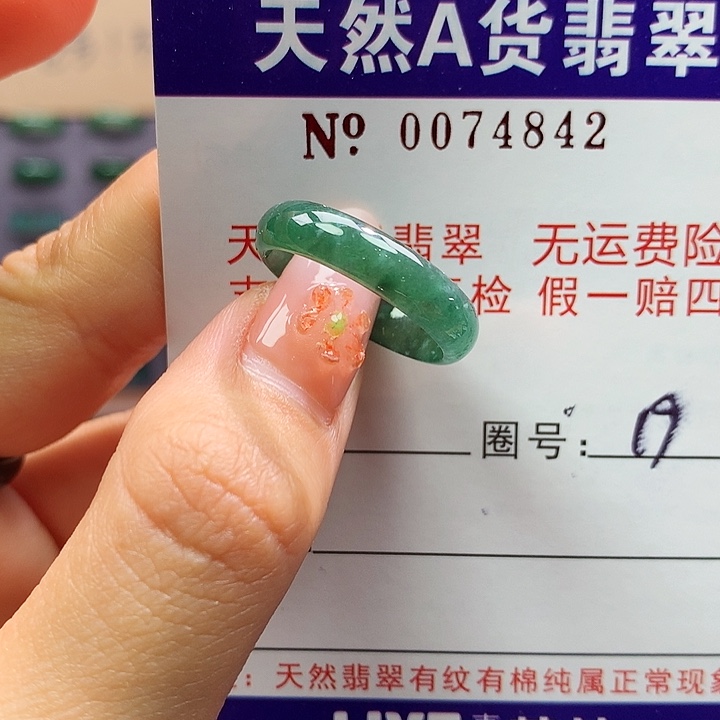 天然A货翡翠
Nº 0074842
天 翡翠 无运费险
检 假一赔四
圈号:
: 天然翡翠有纹有棉纯属正常现象